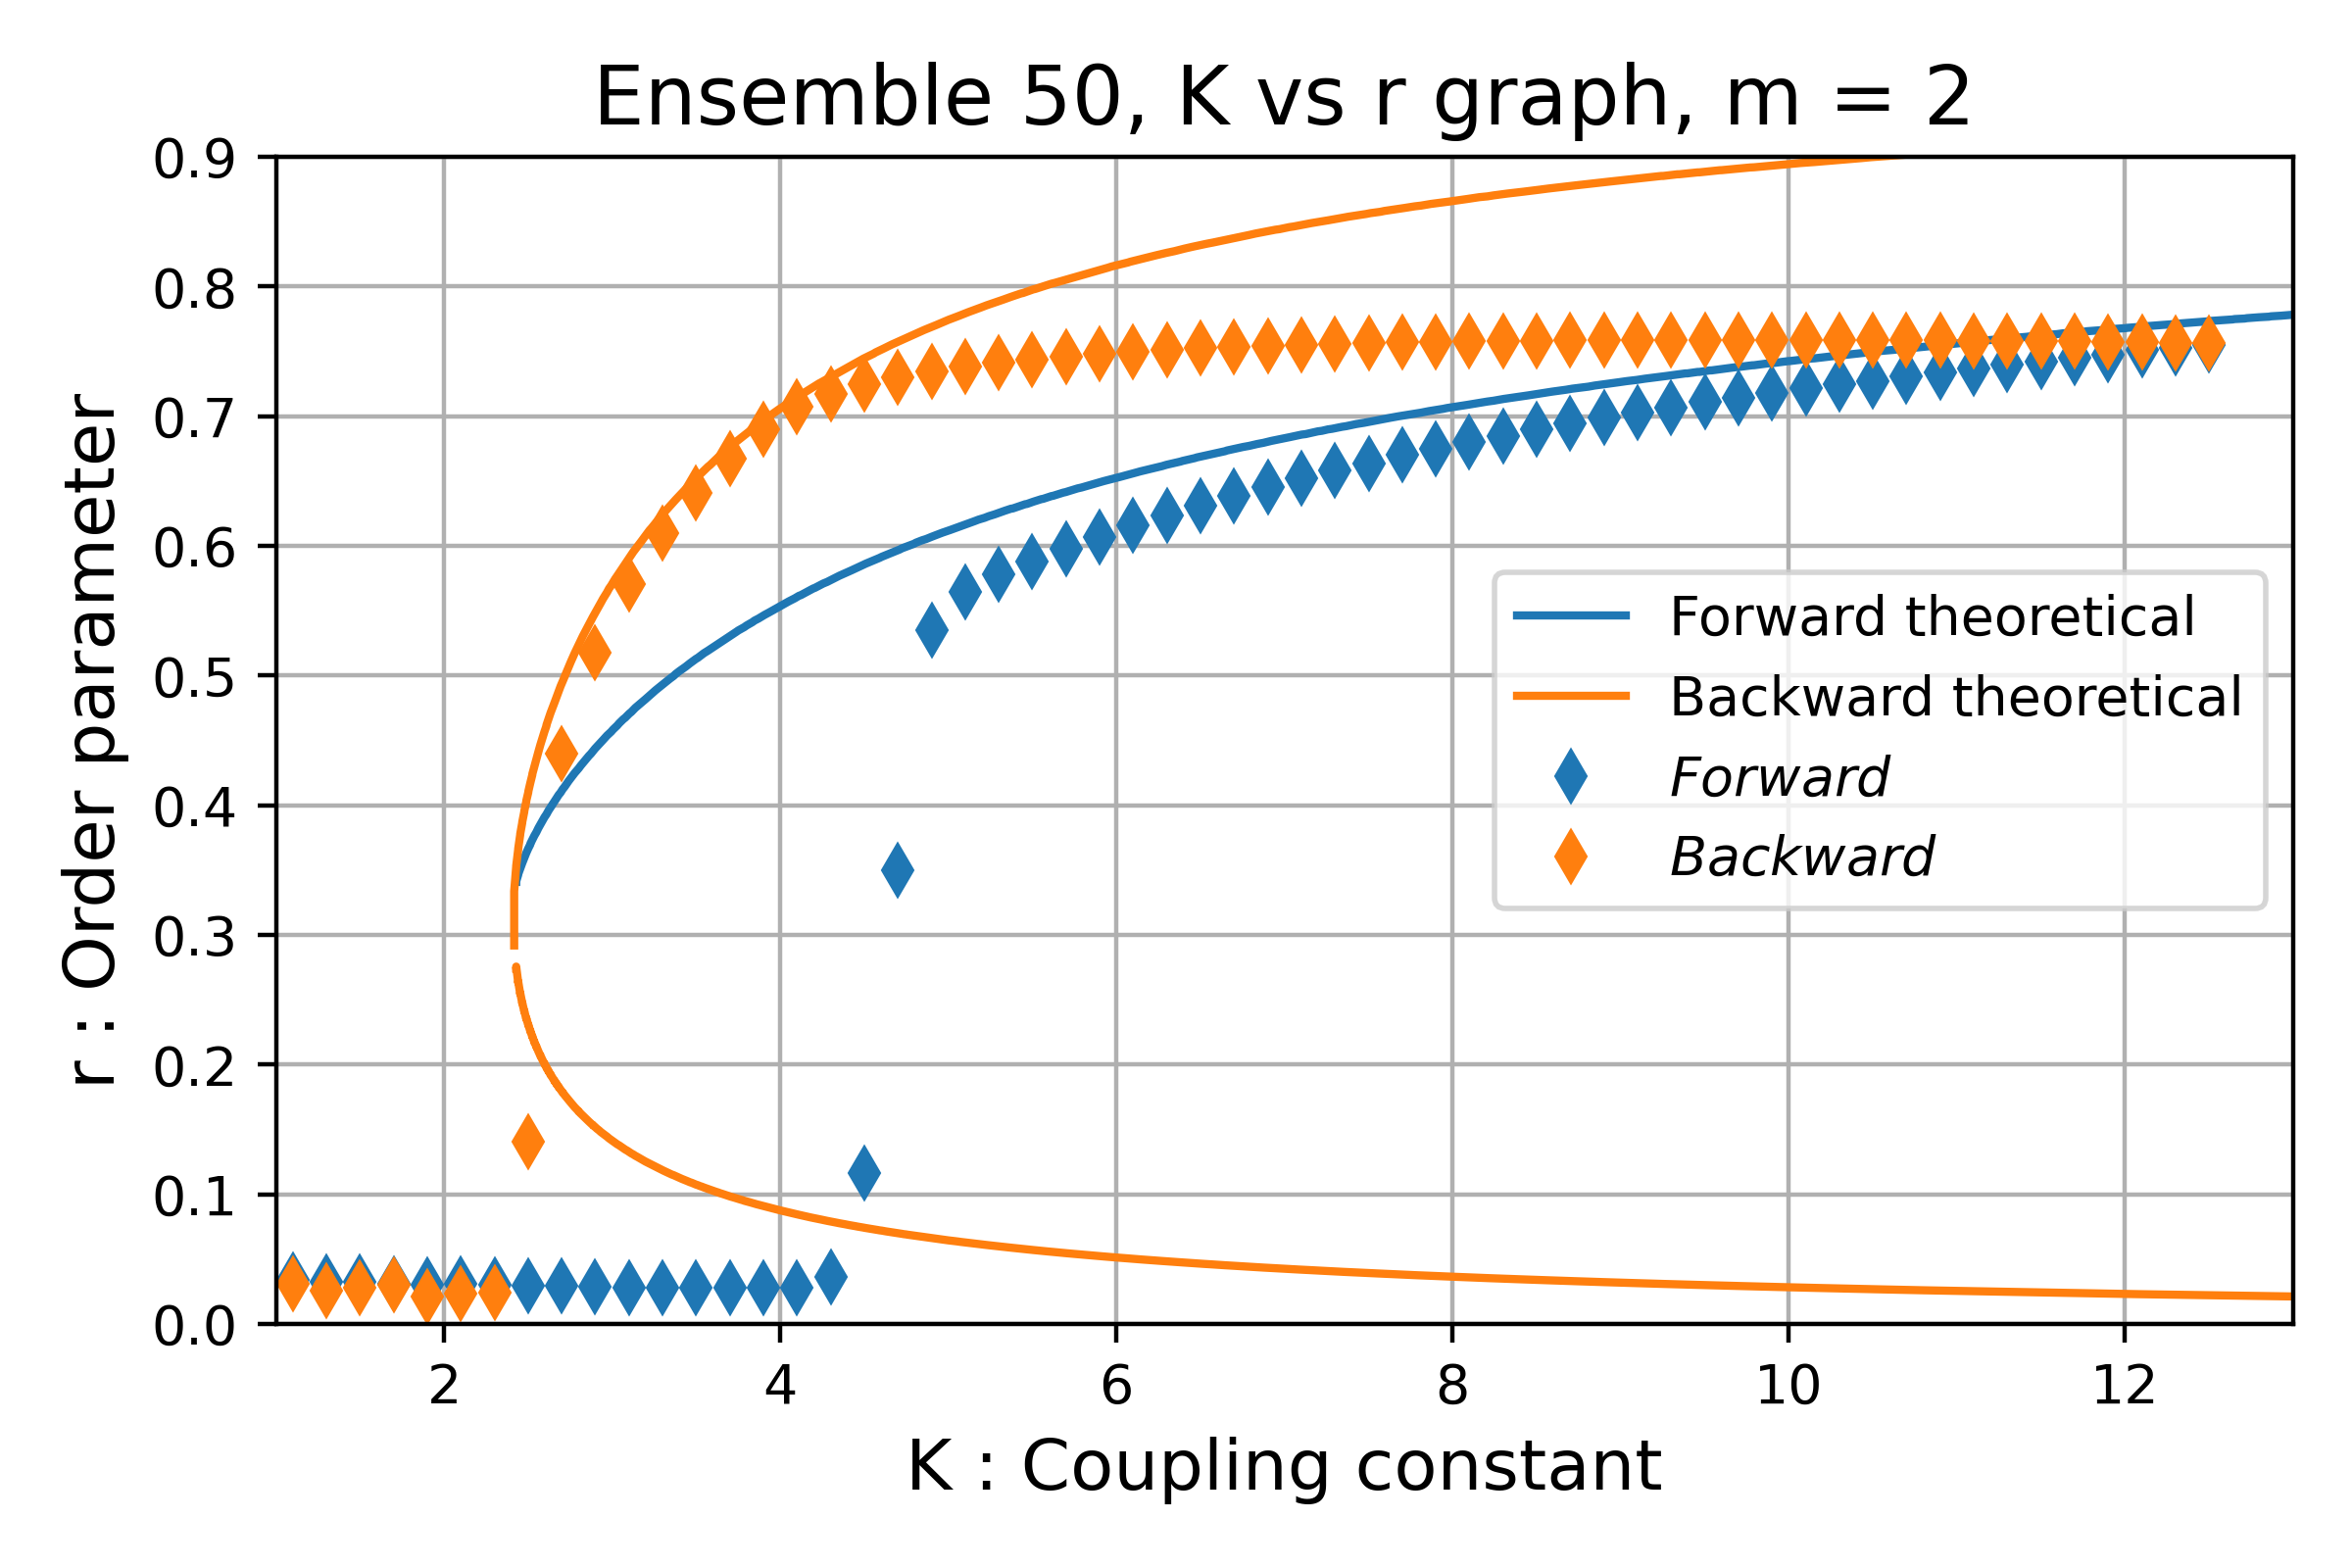 Ensemble 50, K vs r graph, m = 2
0.9
0.8
0.7
0.6
0.5
0.4
0.3
0.2
0.1
0.0
r : Order parameter
Forward theoretical
Backward theoretical
Forward
Backward
2 4 6 8 10 12
K : Coupling constant